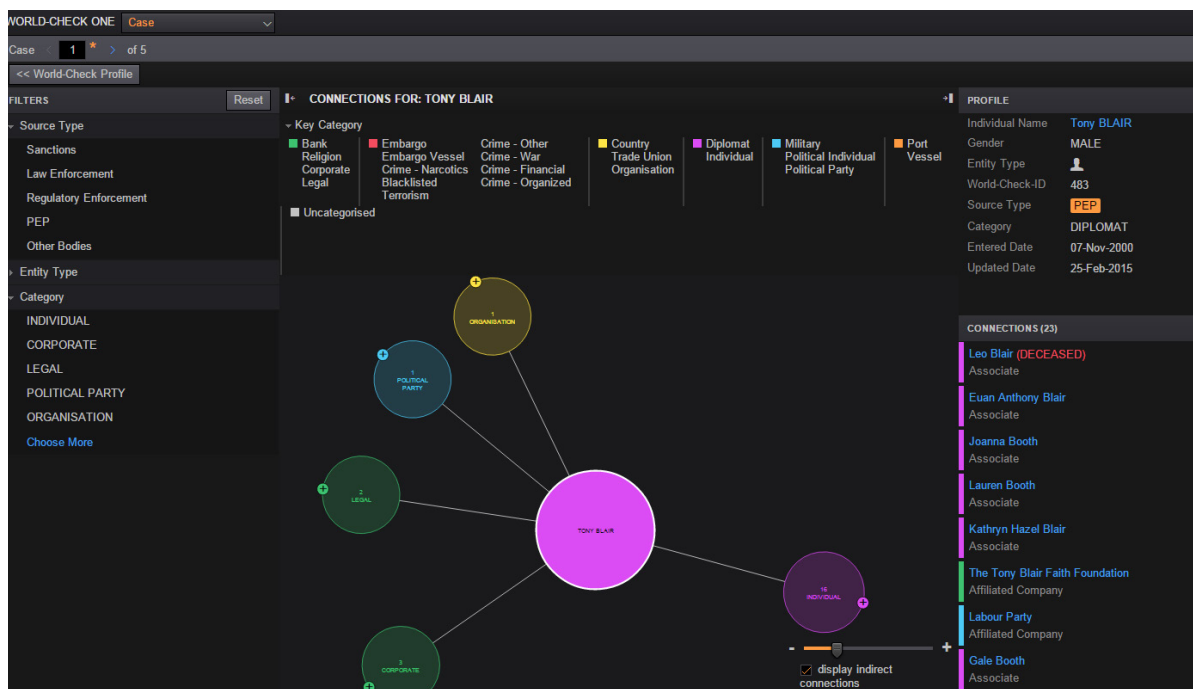 WORLD-CHECK ONE Case
Case < 1 * > of 5
<< World-Check Profile
FILTERS Reset
Source Type
Sanctions
Law Enforcement
Regulatory Enforcement
PEP
Other Bodies
Entity Type
Category
INDIVIDUAL
CORPORATE
LEGAL
POLITICAL PARTY
ORGANISATION
Choose More
CONNECTIONS FOR: TONY BLAIR
Key Category
Bank
Religion
Corporate
Legal
Embargo
Embargo Vessel
Crime - Narcotics
Blacklisted
Terrorism
Crime - Other
Crime - War
Crime - Financial
Crime - Organized
Country
Trade Union
Organisation
Diplomat
Individual
Military
Political Individual
Political Party
Port
Vessel
Uncategorised
1
ORGANISATION
1
POLITICAL
PARTY
2
LEGAL
TONY BLAIR
INDIVIDUAL
3
CORPORATE
- +
display indirect
connections
PROFILE
Individual Name Tony BLAIR
Gender MALE
Entity Type
World-Check-ID 483
Source Type PEP
Category DIPLOMAT
Entered Date 07-Nov-2000
Updated Date 25-Feb-2015
CONNECTIONS (23)
Leo Blair (DECEASED)
Associate
Euan Anthony Blair
Associate
Joanna Booth
Associate
Lauren Booth
Associate
Kathryn Hazel Blair
Associate
The Tony Blair Faith Foundation
Affiliated Company
Labour Party
Affiliated Company
Gale Booth
Associate